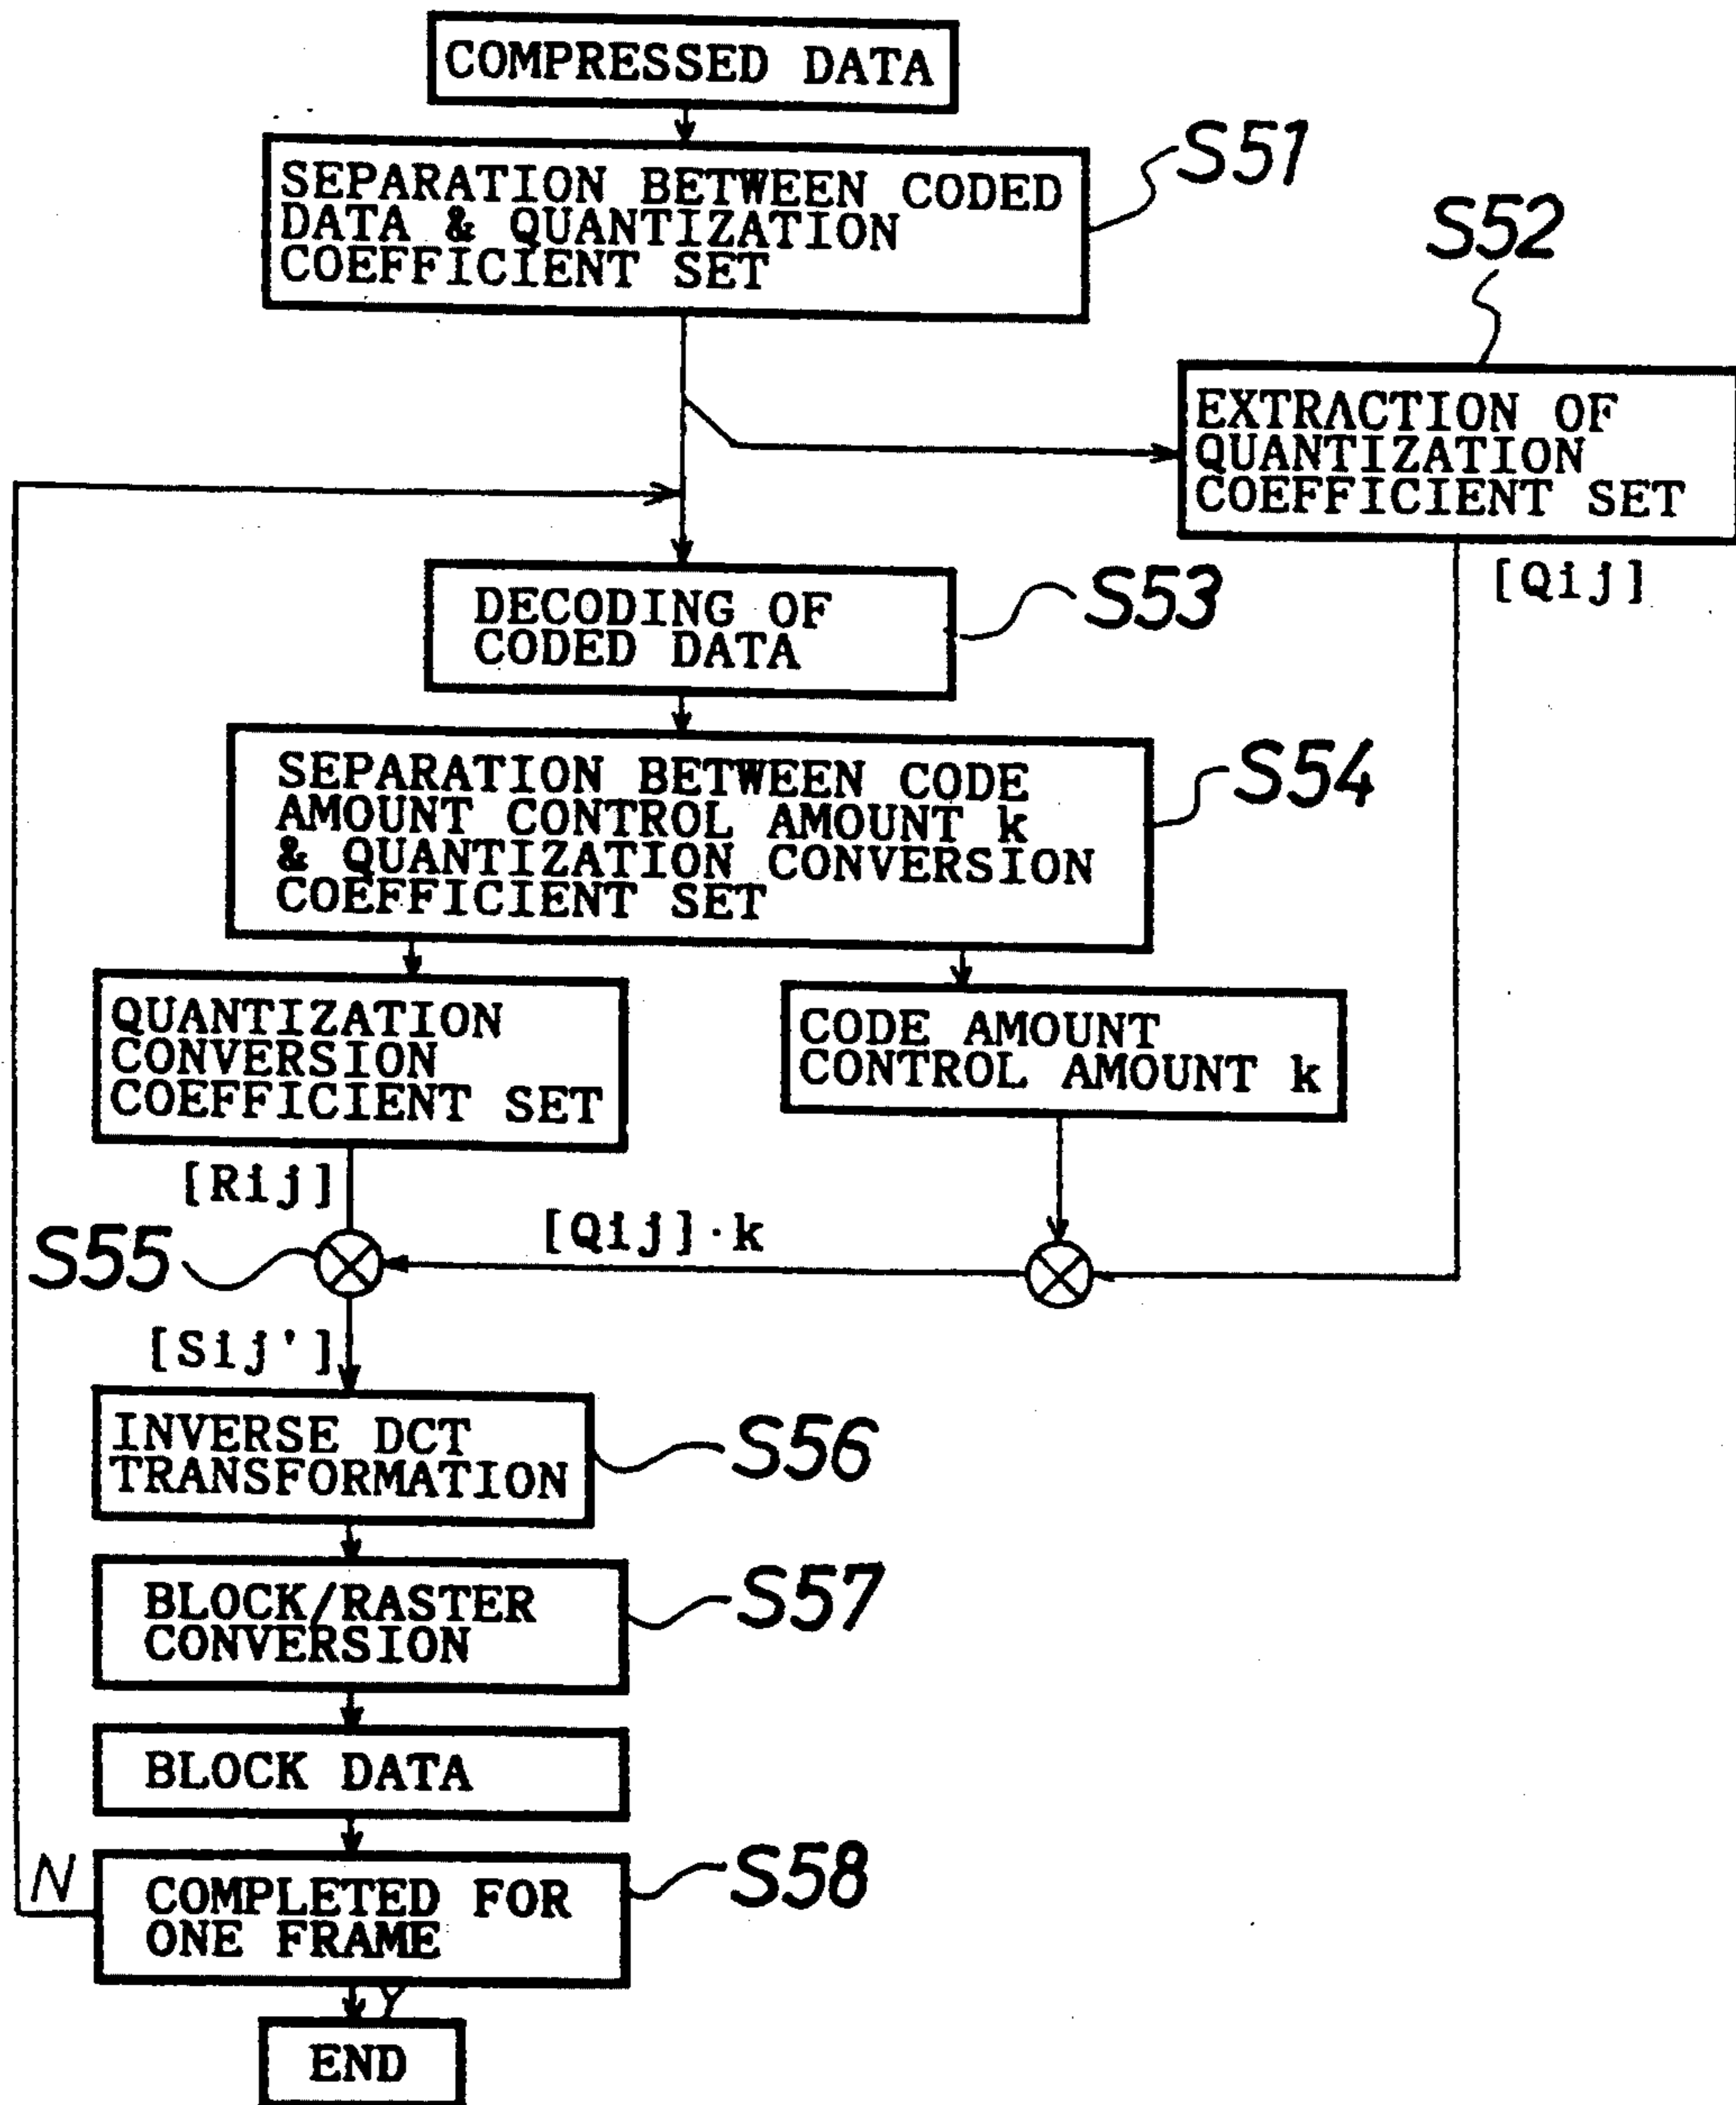 COMPRESSED DATA
SEPARATION BETWEEN CODED
DATA & QUANTIZATION
COEFFICIENT SET
S51
S52
EXTRACTION OF
QUANTIZATION
COEFFICIENT SET
[Qij]
DECODING OF
CODED DATA
S53
SEPARATION BETWEEN CODE
AMOUNT CONTROL AMOUNT k
& QUANTIZATION CONVERSION
COEFFICIENT SET
S54
QUANTIZATION
CONVERSION
COEFFICIENT SET
CODE AMOUNT
CONTROL AMOUNT k
[Rij]
[Qij]·k
S55
[Sij']
INVERSE DCT
TRANSFORMATION
S56
BLOCK/RASTER
CONVERSION
S57
BLOCK DATA
N
COMPLETED FOR
ONE FRAME
S58
Y
END